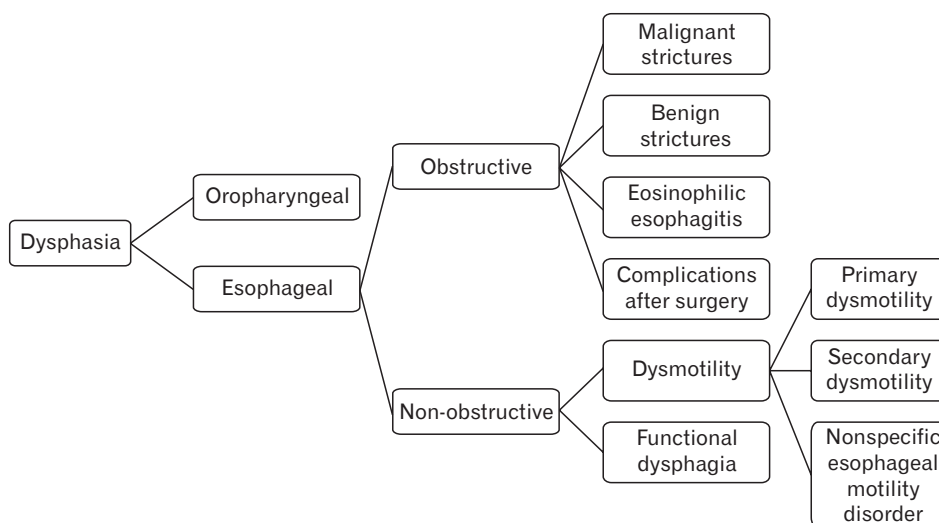 Malignant
strictures
Benign
strictures
Obstructive
Eosinophilic
esophagitis
Oropharyngeal
Dysphasia
Esophageal
Complications
after surgery
Primary
dysmotility
Dysmotility
Secondary
dysmotility
Non-obstructive
Functional
dysphagia
Nonspecific
esophageal
motility
disorder